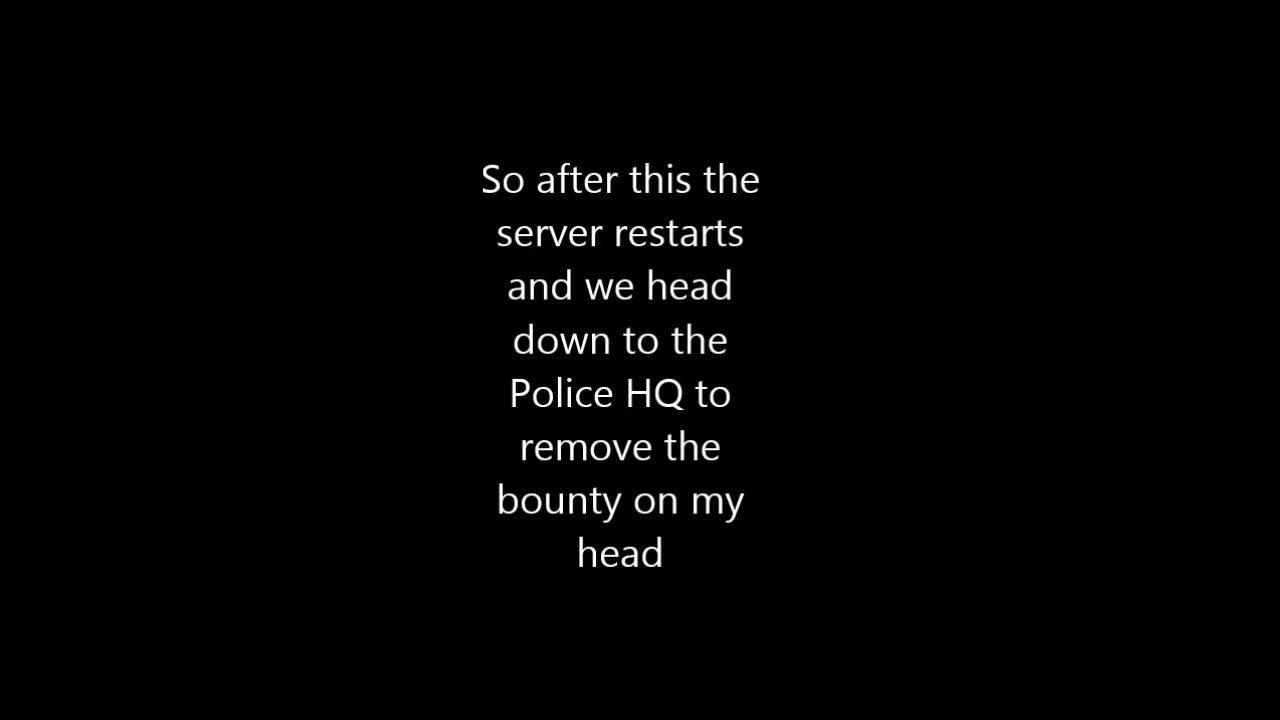 So after this the
server restarts
and we head
down to the
Police HQ to
remove the
bounty on my
head